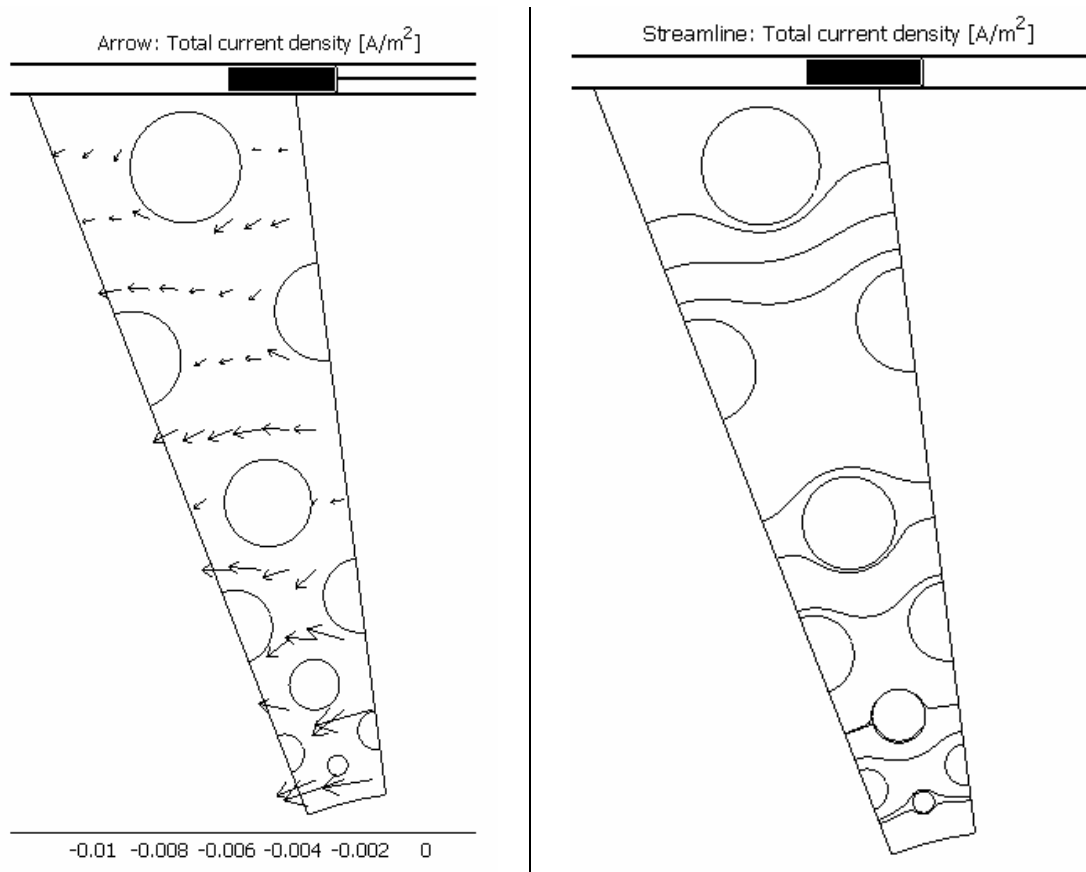 Arrow: Total current density [A/m²]
Streamline: Total current density [A/m²]
-0.01 -0.008 -0.006 -0.004 -0.002 0